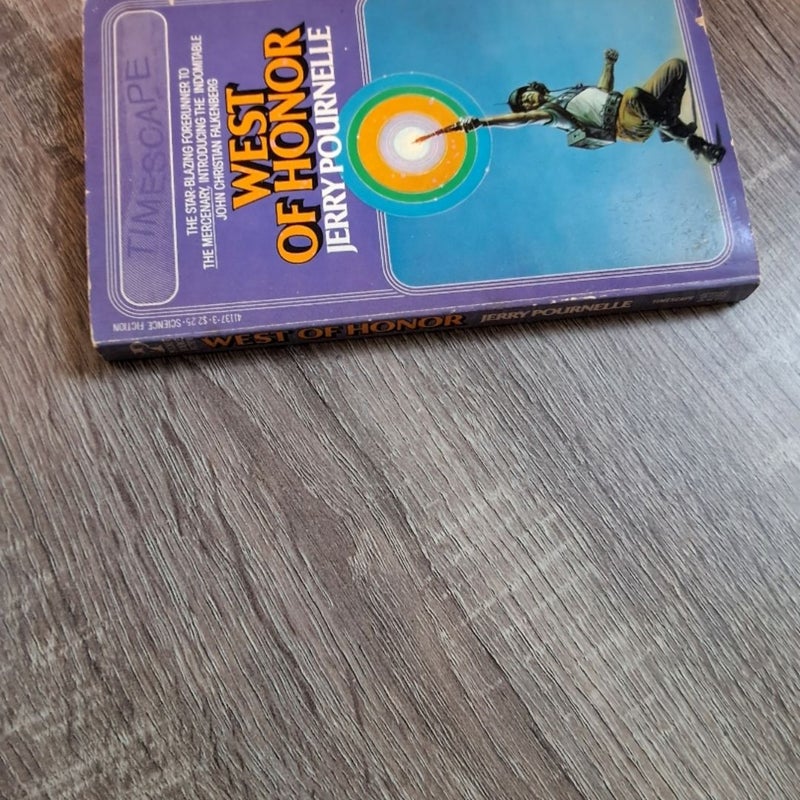 TIMESCAPE
THE STAR-BLAZING FORERUNNER TO
THE MERCENARY, INTRODUCING THE INDOMITABLE
JOHN CHRISTIAN FALKENBERG
WEST
OF HONOR
JERRY POURNELLE
41137-3·$2.25·SCIENCE FICTION
WEST OF HONOR JERRY POURNELLE TIMESCAPE